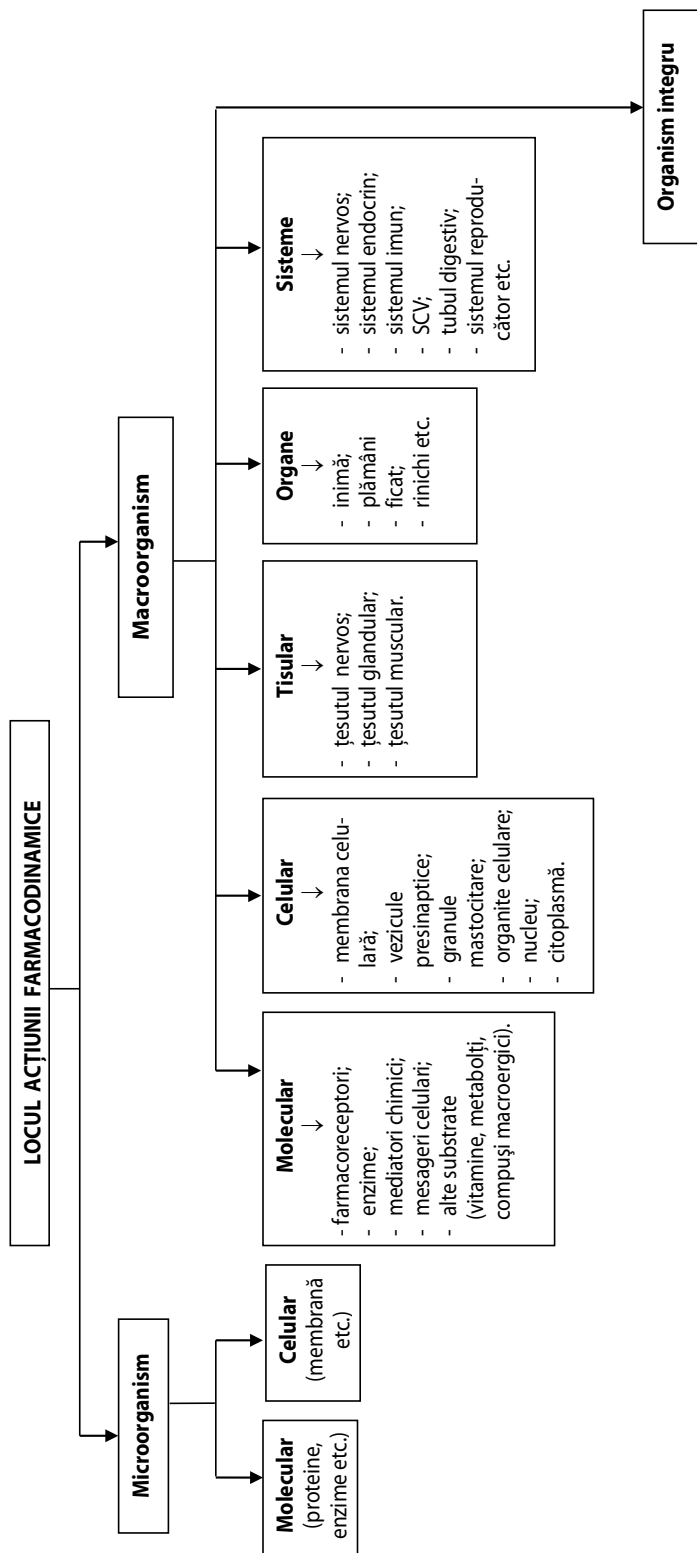 LOCUL ACȚIUNII FARMACODINAMICE
Microorganism
Macroorganism
Molecular
(proteine,
enzime etc.)
Celular
(membrană
etc.)
Molecular
→
- farmacoreceptori;
- enzime;
- mediatori chimici;
- mesageri celulari;
- alte substrate
(vitamine, metabolți,
compuși macroergici).
Celular
→
- membrana celu-
lară;
- vezicule
presinaptice;
- granule
mastocitare;
- organite celulare;
- nucleu;
- citoplasmă.
Tisular
→
- țesutul nervos;
- țesutul glandular;
- țesutul muscular.
Organe
→
- inimă;
- plămâni
- ficat;
- rinichi etc.
Sisteme
→
- sistemul nervos;
- sistemul endocrin;
- sistemul imun;
- SCV;
- tubul digestiv;
- sistemul reprodu-
cător etc.
Organism integru